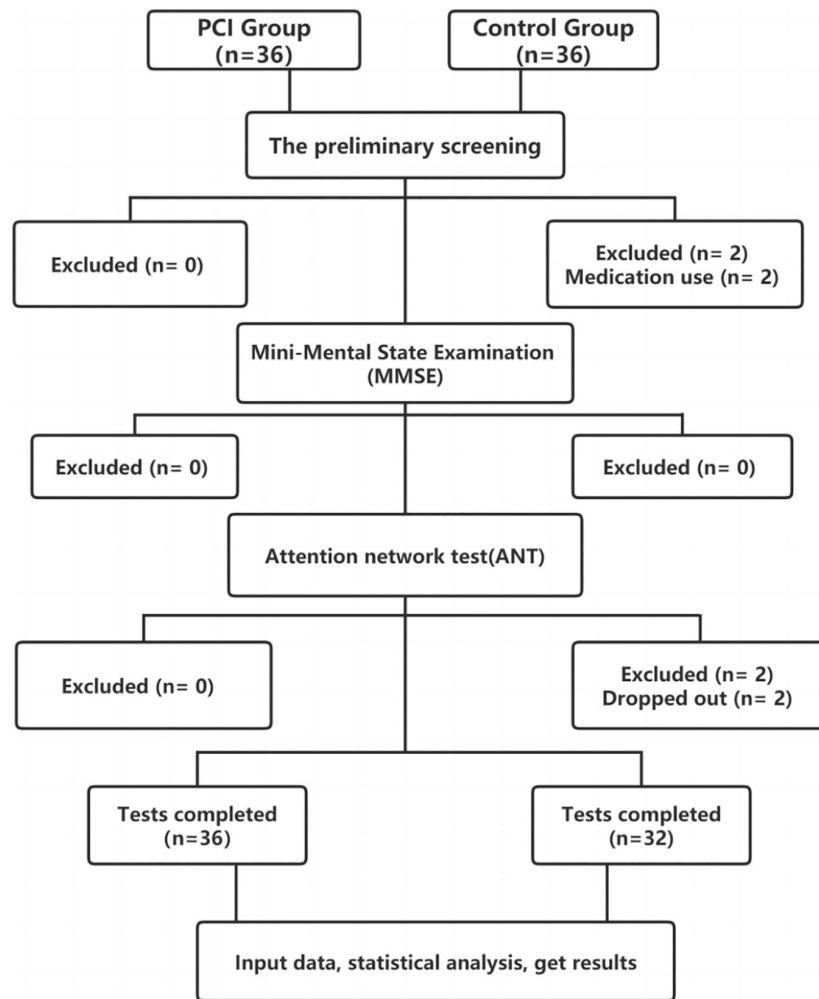 PCI Group
(n=36)
Control Group
(n=36)
The preliminary screening
Excluded (n= 0)
Excluded (n= 2)
Medication use (n= 2)
Mini-Mental State Examination
(MMSE)
Excluded (n= 0)
Excluded (n= 0)
Attention network test(ANT)
Excluded (n= 0)
Excluded (n= 2)
Dropped out (n= 2)
Tests completed
(n=36)
Tests completed
(n=32)
Input data, statistical analysis, get results